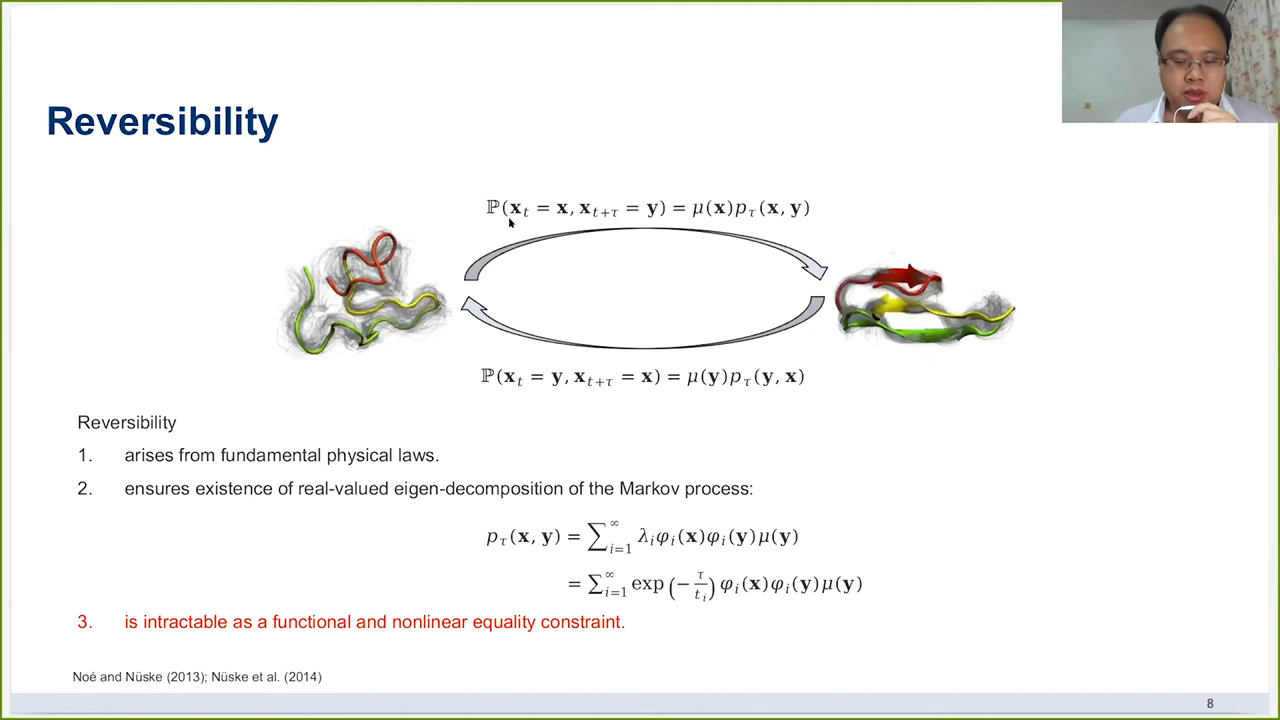 Reversibility
ℙ(𝐱ₜ = 𝐱, 𝐱ₜ₊τ = 𝐲) = μ(𝐱)pτ(𝐱, 𝐲)
ℙ(𝐱ₜ = 𝐲, 𝐱ₜ₊τ = 𝐱) = μ(𝐲)pτ(𝐲, 𝐱)
Reversibility
1. arises from fundamental physical laws.
2. ensures existence of real-valued eigen-decomposition of the Markov process:
pτ(𝐱, 𝐲) = ∑_{i=1}^{∞} λᵢφᵢ(𝐱)φᵢ(𝐲)μ(𝐲)
= ∑_{i=1}^{∞} exp(−τ/tᵢ) φᵢ(𝐱)φᵢ(𝐲)μ(𝐲)
3. is intractable as a functional and nonlinear equality constraint.
Noé and Nüske (2013); Nüske et al. (2014)
8